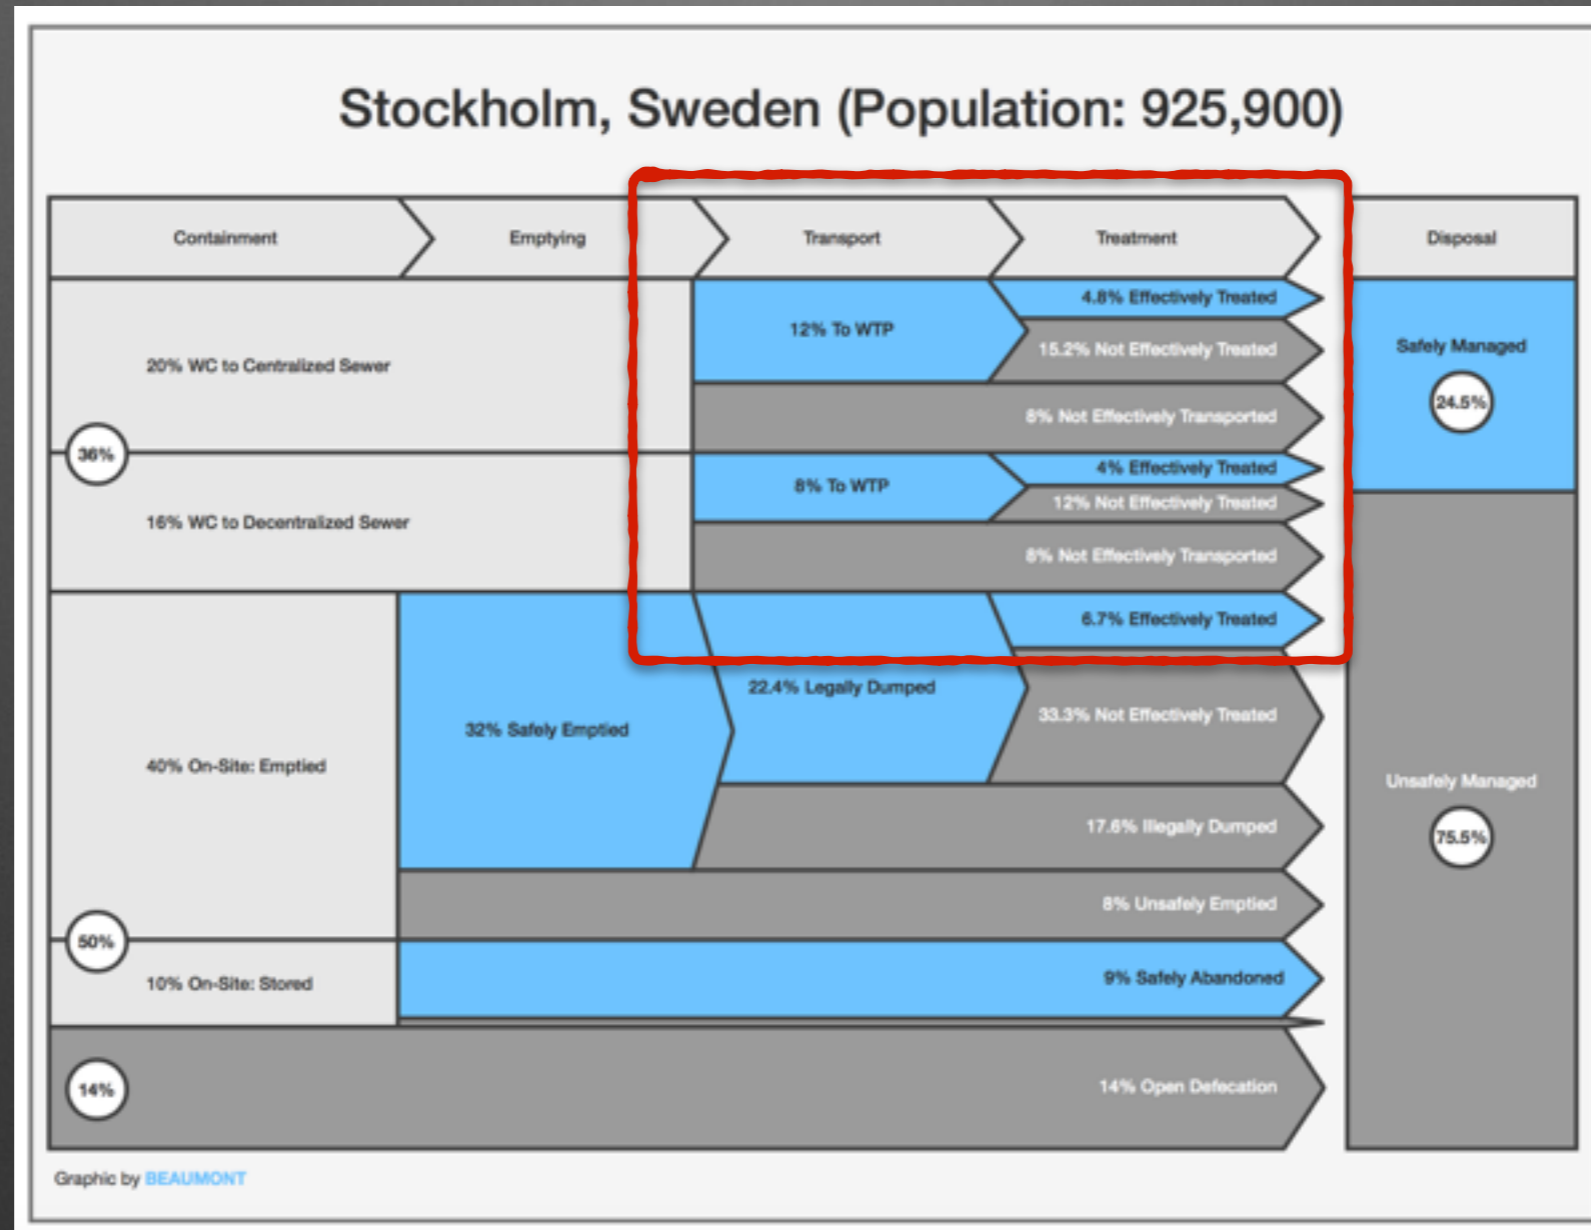 Stockholm, Sweden (Population: 925,900)
Containment
Emptying
Transport
Treatment
Disposal
20% WC to Centralized Sewer
12% To WTP
4.8% Effectively Treated
15.2% Not Effectively Treated
8% Not Effectively Transported
36%
16% WC to Decentralized Sewer
8% To WTP
4% Effectively Treated
12% Not Effectively Treated
8% Not Effectively Transported
40% On-Site: Emptied
32% Safely Emptied
22.4% Legally Dumped
6.7% Effectively Treated
33.3% Not Effectively Treated
17.6% Illegally Dumped
8% Unsafely Emptied
50%
10% On-Site: Stored
9% Safely Abandoned
14%
14% Open Defecation
Safely Managed
24.5%
Unsafely Managed
75.5%
Graphic by BEAUMONT